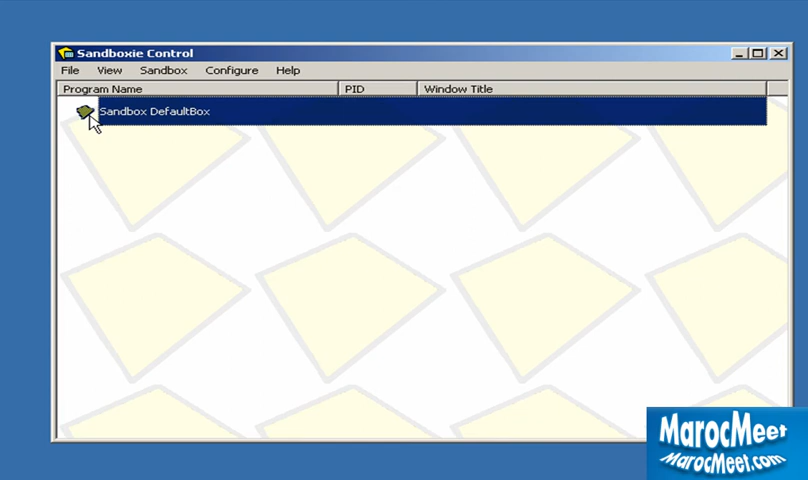 Sandboxie Control
File View Sandbox Configure Help
Program Name PID Window Title
Sandbox DefaultBox
MarocMeet
MarocMeet.com